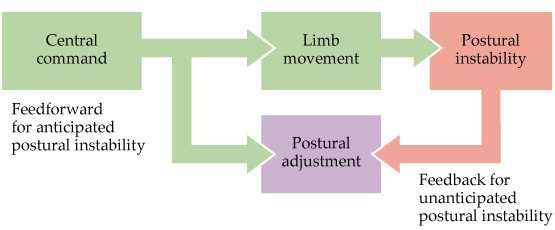 Central
command
Limb
movement
Postural
instability
Feedforward
for anticipated
postural instability
Postural
adjustment
Feedback for
unanticipated
postural instability